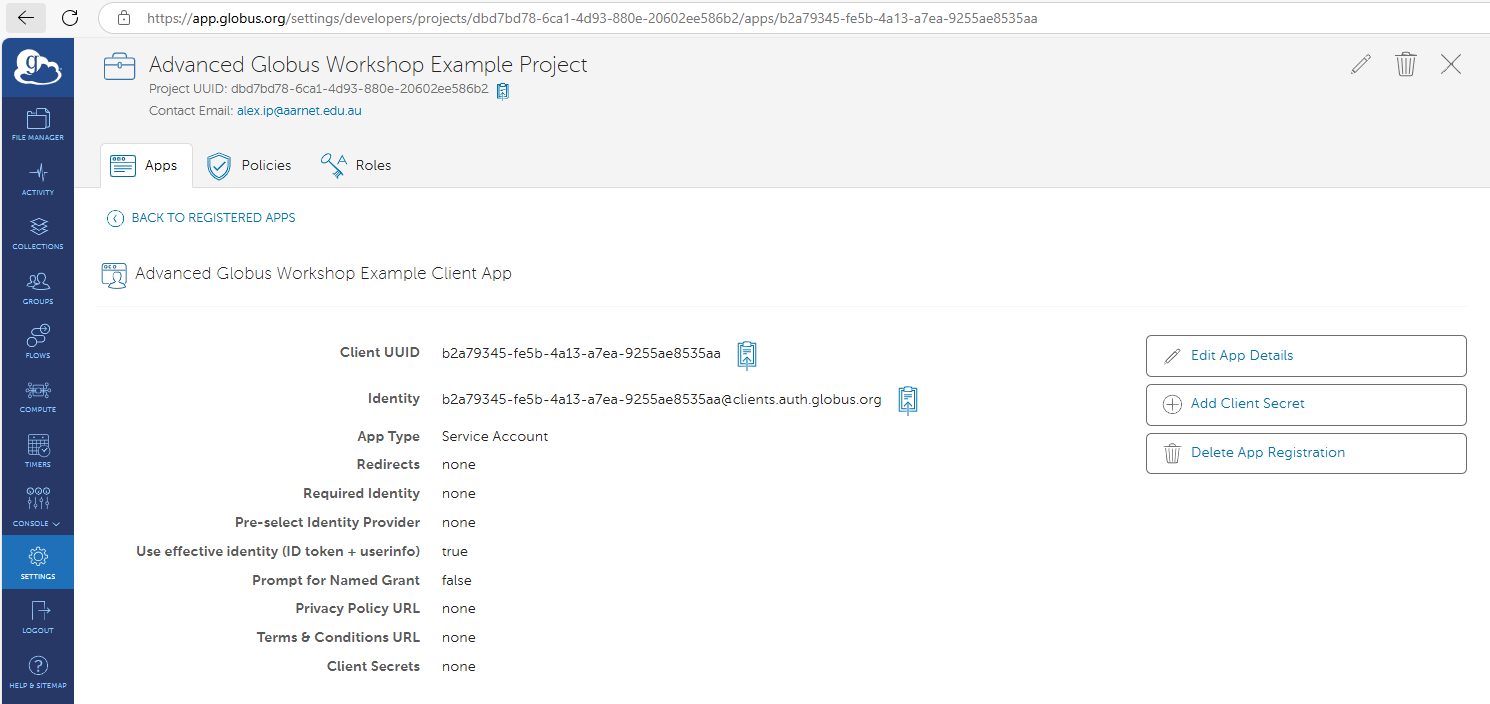 https://app.globus.org/settings/developers/projects/dbd7bd78-6ca1-4d93-880e-20602ee586b2/apps/b2a79345-fe5b-4a13-a7ea-9255ae8535aa
g
FILE MANAGER
ACTIVITY
COLLECTIONS
GROUPS
FLOWS
COMPUTE
TIMERS
CONSOLE
SETTINGS
LOGOUT
HELP & SITEMAP
Advanced Globus Workshop Example Project
Project UUID: dbd7bd78-6ca1-4d93-880e-20602ee586b2
Contact Email: alex.ip@aarnet.edu.au
Apps Policies Roles
BACK TO REGISTERED APPS
Advanced Globus Workshop Example Client App
Client UUID b2a79345-fe5b-4a13-a7ea-9255ae8535aa
Identity b2a79345-fe5b-4a13-a7ea-9255ae8535aa@clients.auth.globus.org
App Type Service Account
Redirects none
Required Identity none
Pre-select Identity Provider none
Use effective identity (ID token + userinfo) true
Prompt for Named Grant false
Privacy Policy URL none
Terms & Conditions URL none
Client Secrets none
Edit App Details
Add Client Secret
Delete App Registration